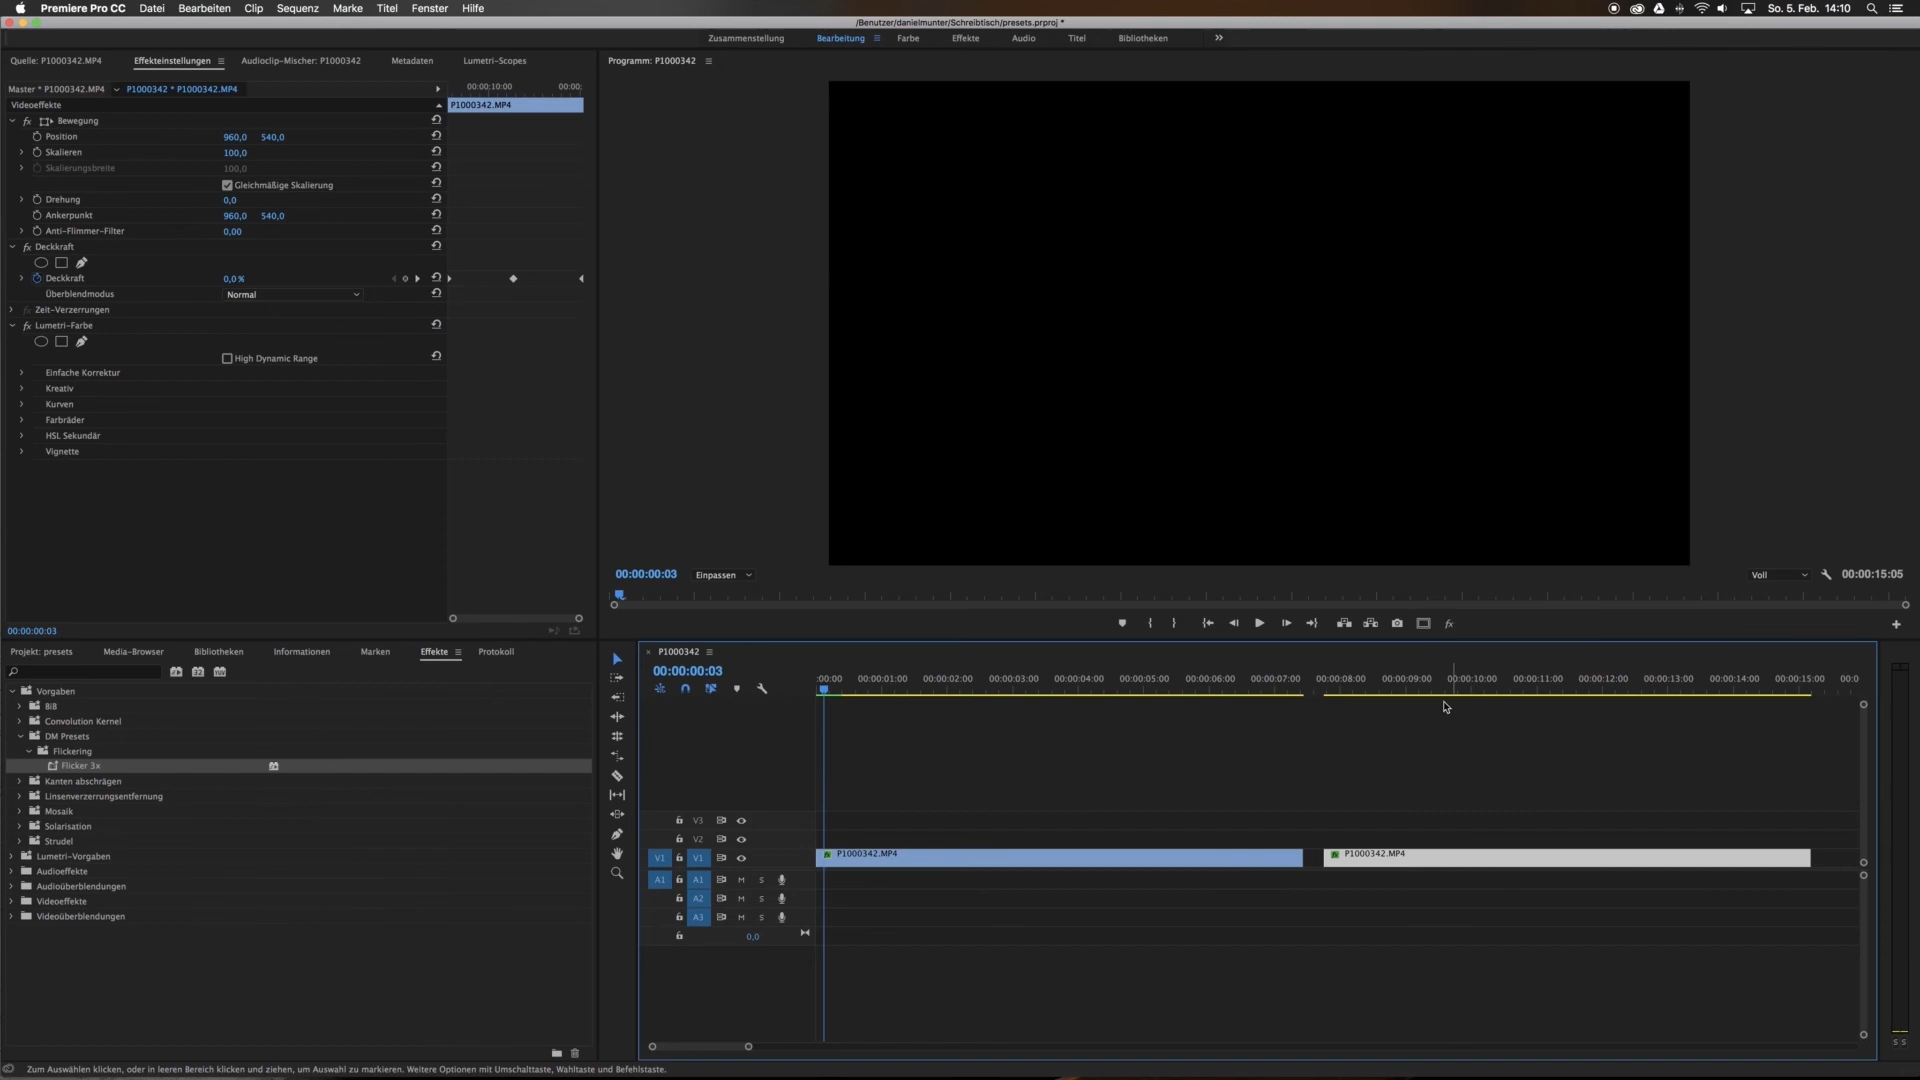 Premiere Pro CC Datei Bearbeiten Clip Sequenz Marke Titel Fenster Hilfe So. 5. Feb. 14:10
/Benutzer/danielmunter/Schreibtisch/presets.prproj *
Zusammenstellung Bearbeitung Farbe Effekte Audio Titel Bibliotheken
Quelle: P1000342.MP4 Effekteinstellungen Audioclip-Mischer: P1000342 Metadaten Lumetri-Scopes
Programm: P1000342
Master * P1000342.MP4 P1000342 * P1000342.MP4 00:00:10:00 00:00:
Videoeffekte P1000342.MP4
fx Bewegung
Position 960,0 540,0
Skalieren 100,0
Skalierungsbreite 100,0
Gleichmäßige Skalierung
Drehung 0,0
Ankerpunkt 960,0 540,0
Anti-Flimmer-Filter 0,00
fx Deckkraft
Deckkraft 0,0 %
Überblendmodus Normal
fx Zeit-Verzerrungen
fx Lumetri-Farbe
High Dynamic Range
Einfache Korrektur
Kreativ
Kurven
Farbräder
HSL Sekundär
Vignette
00:00:00:03
00:00:00:03 Einpassen Voll 00:00:15:05
fx
Projekt: presets Media-Browser Bibliotheken Informationen Marken Effekte Protokoll
Vorgaben
BiB
Convolution Kernel
DM Presets
Flickering
Flicker 3x
Kanten abschrägen
Linsenverzerrungsentfernung
Mosaik
Solarisation
Strudel
Lumetri-Vorgaben
Audioeffekte
Audioüberblendungen
Videoeffekte
Videoüberblendungen
P1000342
00:00:00:03
:00:00 00:00:01:00 00:00:02:00 00:00:03:00 00:00:04:00 00:00:05:00 00:00:06:00 00:00:07:00 00:00:08:00 00:00:09:00 00:00:10:00 00:00:11:00 00:00:12:00 00:00:13:00 00:00:14:00 00:00:15:00 00:0
V3
V2
V1 V1 P1000342.MP4 P1000342.MP4
A1 A1 M S
A2 M S
A3 M S
0,0
S S
Zum Auswählen klicken, oder in leeren Bereich klicken und ziehen, um Auswahl zu markieren. Weitere Optionen mit Umschalttaste, Wahltaste und Befehlstaste.